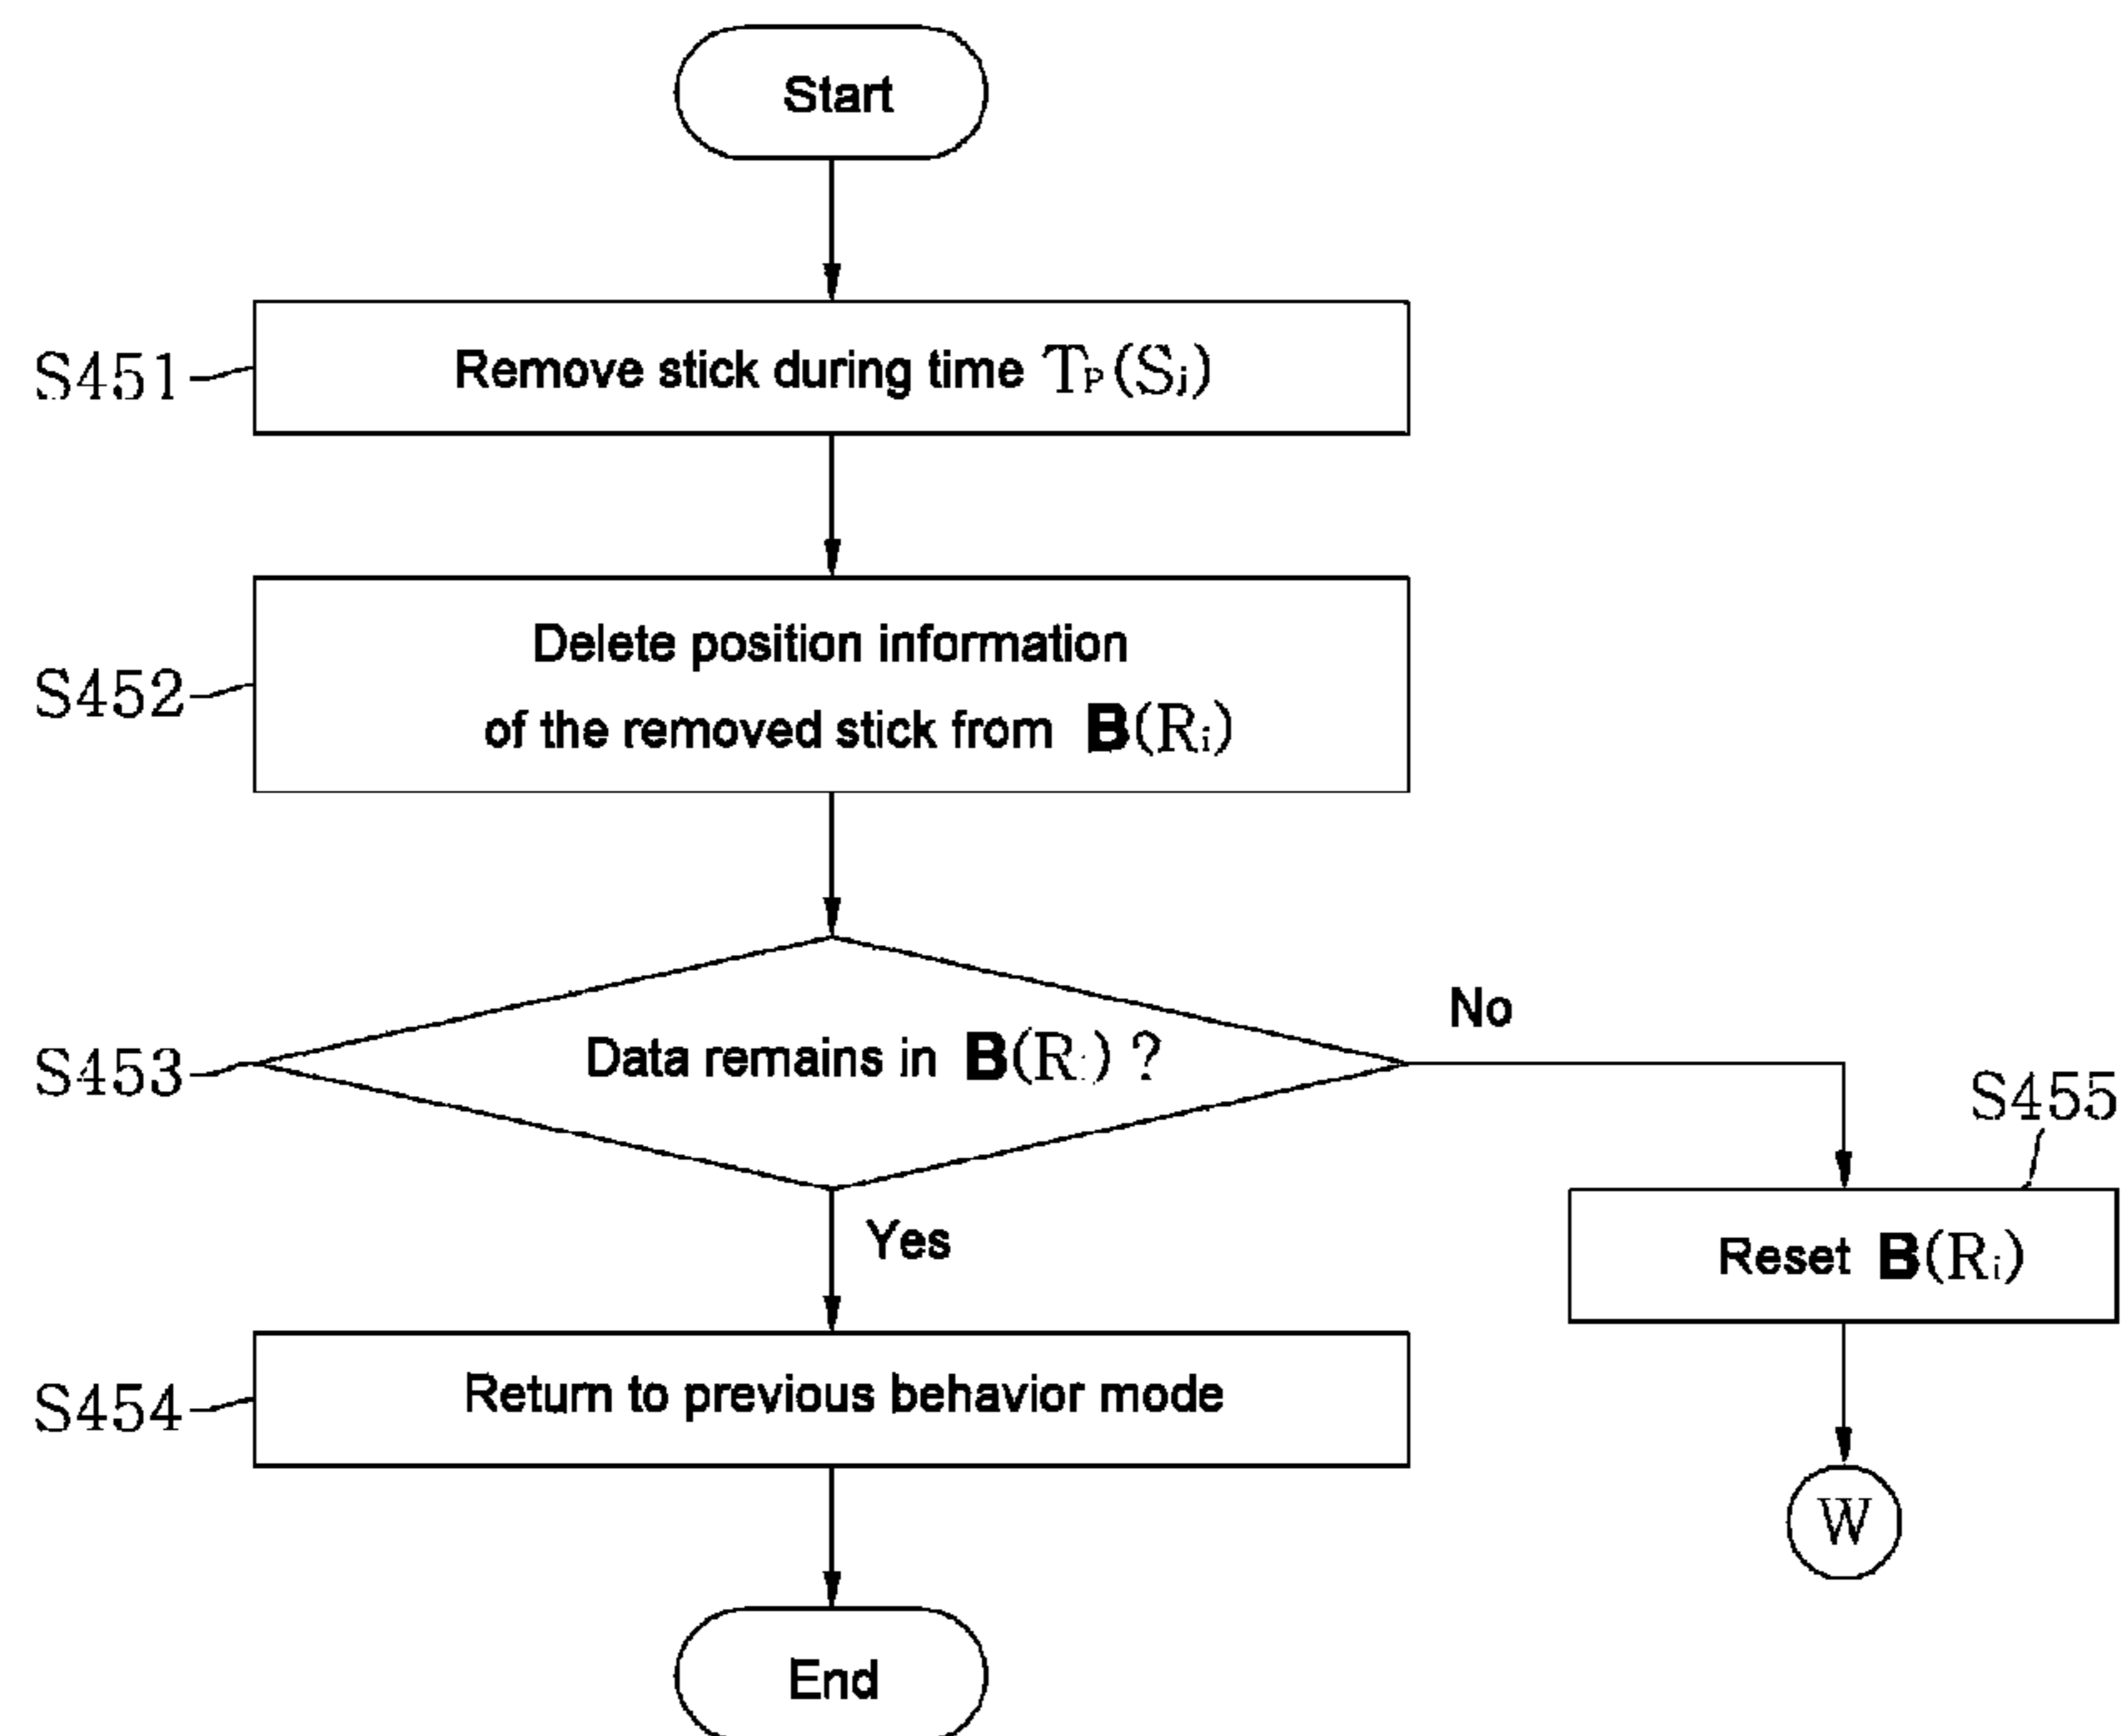 Start
S451
Remove stick during time TP(Sj)
S452
Delete position information
of the removed stick from B(Ri)
S453
Data remains in B(R ) ?
No
S455
Yes
Reset B(Ri)
S454
Return to previous behavior mode
W
End